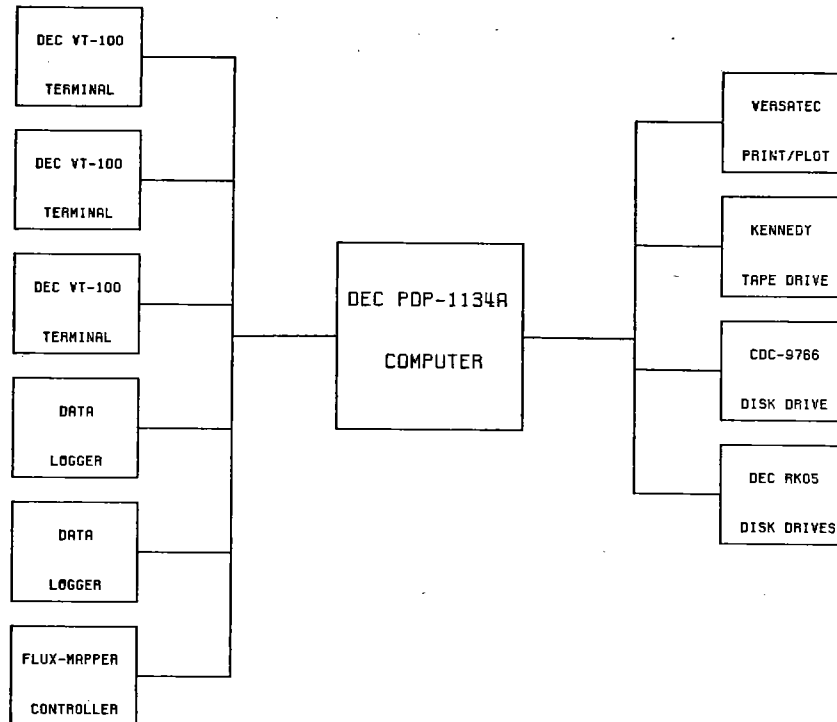 DEC VT-100
TERMINAL
DEC VT-100
TERMINAL
DEC VT-100
TERMINAL
DATA
LOGGER
DATA
LOGGER
FLUX-MAPPER
CONTROLLER
DEC PDP-1134A
COMPUTER
VERSATEC
PRINT/PLOT
KENNEDY
TAPE DRIVE
CDC-9766
DISK DRIVE
DEC RK05
DISK DRIVES